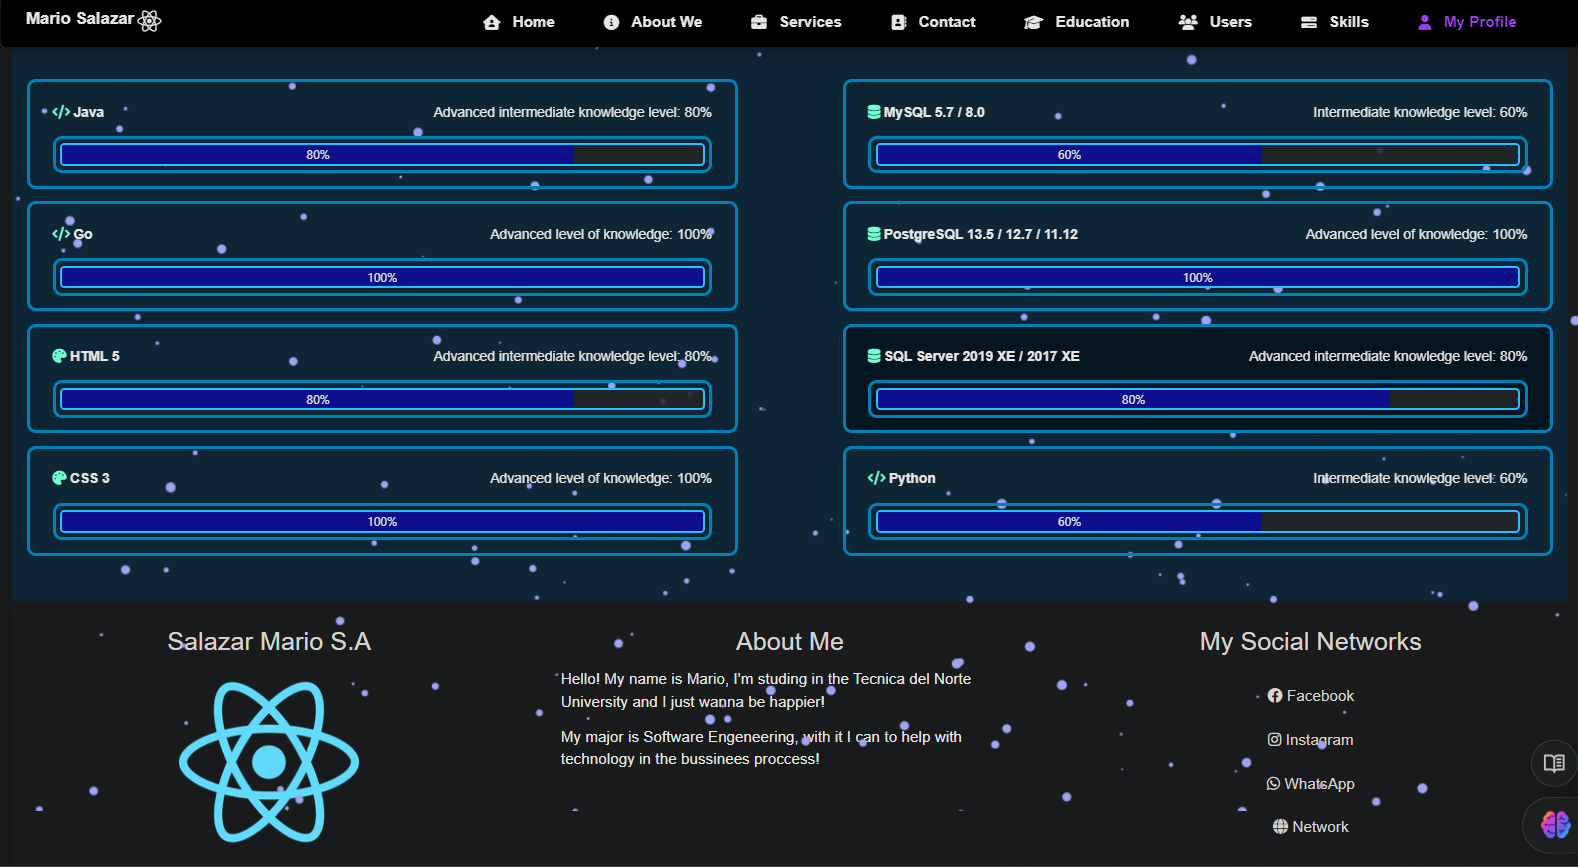 Mario Salazar
Home
About We
Services
Contact
Education
Users
Skills
My Profile
Java
Advanced intermediate knowledge level: 80%
80%
MySQL 5.7 / 8.0
Intermediate knowledge level: 60%
60%
Go
Advanced level of knowledge: 100%
100%
PostgreSQL 13.5 / 12.7 / 11.12
Advanced level of knowledge: 100%
100%
HTML 5
Advanced intermediate knowledge level: 80%
80%
SQL Server 2019 XE / 2017 XE
Advanced intermediate knowledge level: 80%
80%
CSS 3
Advanced level of knowledge: 100%
100%
Python
Intermediate knowledge level: 60%
60%
Salazar Mario S.A
About Me
Hello! My name is Mario, I'm studing in the Tecnica del Norte
University and I just wanna be happier!
My major is Software Engeneering, with it I can to help with
technology in the bussinees proccess!
My Social Networks
Facebook
Instagram
WhatsApp
Network